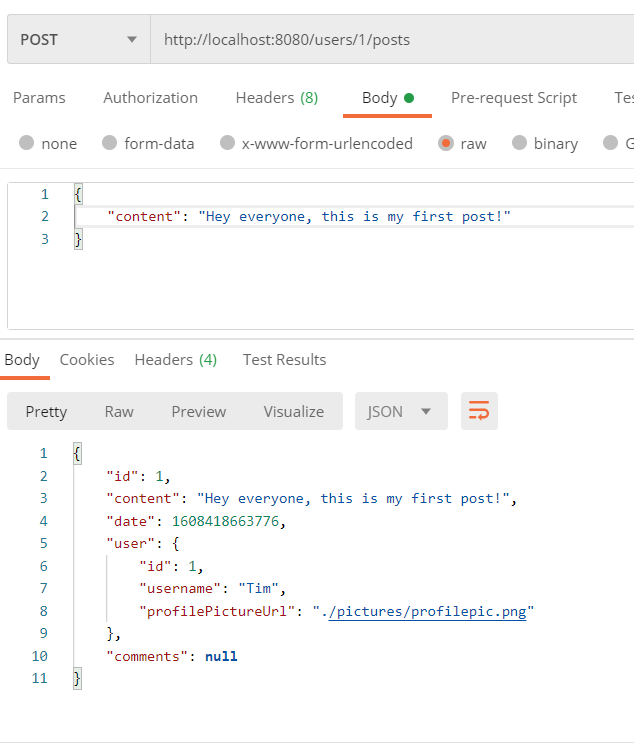 POST http://localhost:8080/users/1/posts
Params Authorization Headers (8) Body Pre-request Script
none form-data x-www-form-urlencoded raw binary
1 {
2 "content": "Hey everyone, this is my first post!"
3 }
Body Cookies Headers (4) Test Results
Pretty Raw Preview Visualize JSON
1 {
2 "id": 1,
3 "content": "Hey everyone, this is my first post!",
4 "date": 1608418663776,
5 "user": {
6 "id": 1,
7 "username": "Tim",
8 "profilePictureUrl": "./pictures/profilepic.png"
9 },
10 "comments": null
11 }